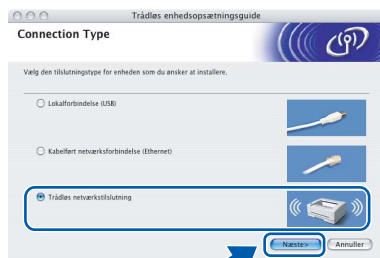 Trådløs enhedsopsætningsguide
Connection Type
Vælg den tilslutningstype for enheden som du ønsker at installere.
Lokalforbindelse (USB)
Kabelført netværksforbindelse (Ethernet)
Trådløs netværkstilslutning
Næste>
Annuller